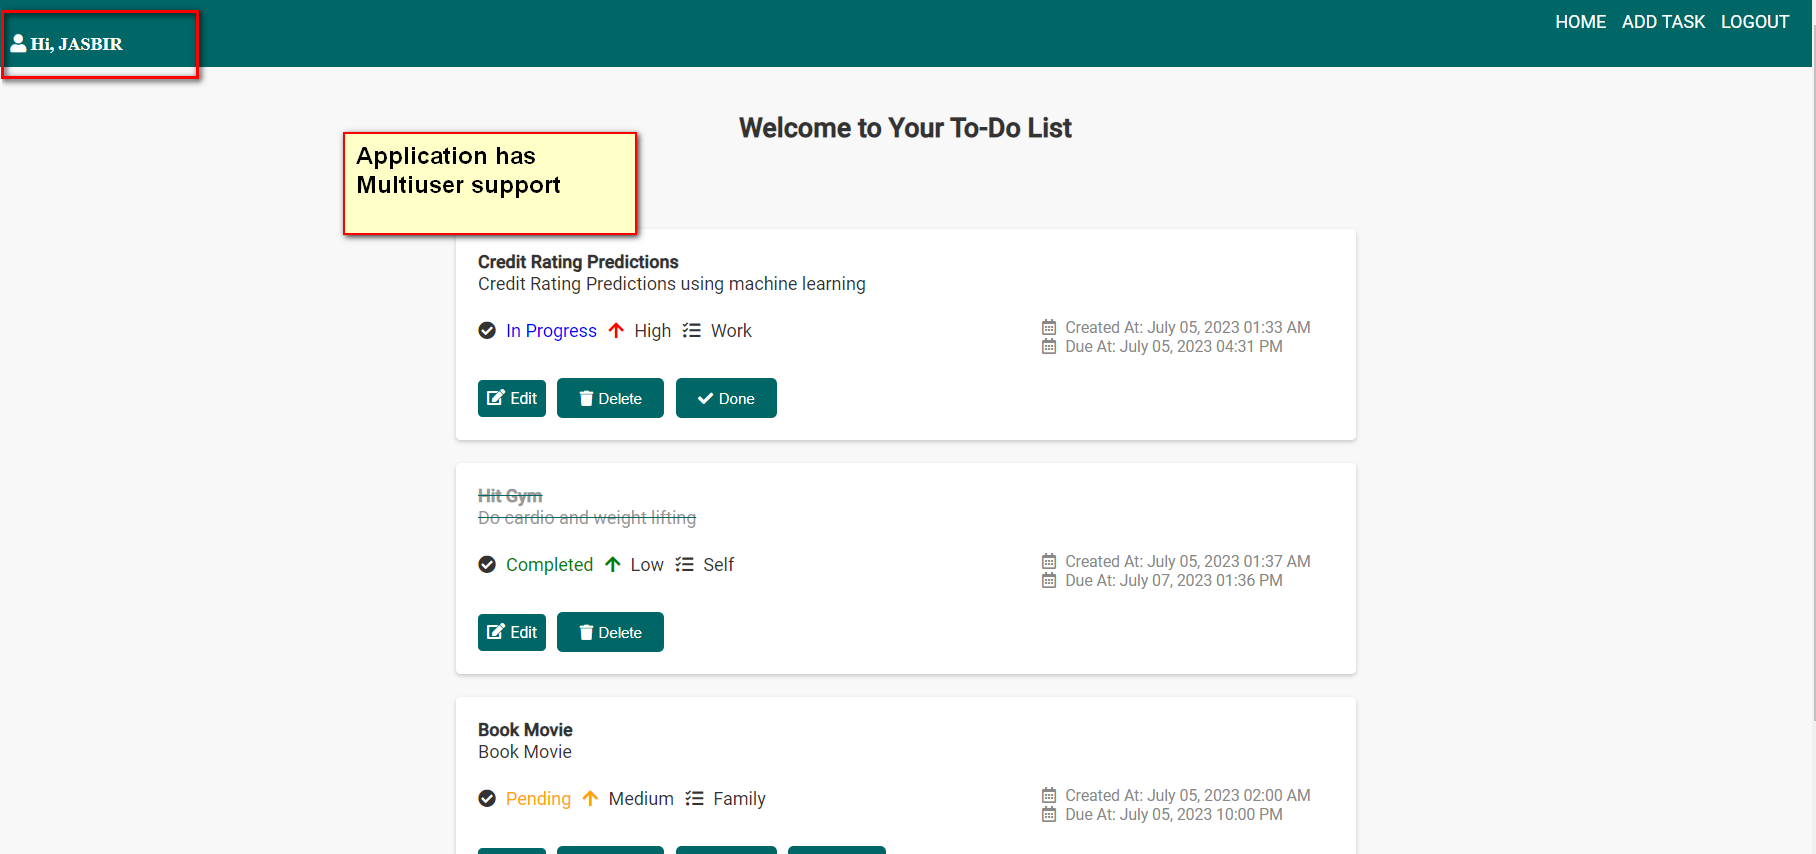 Hi, JASBIR
HOME ADD TASK LOGOUT
Welcome to Your To-Do List
Application has
Multiuser support
Credit Rating Predictions
Credit Rating Predictions using machine learning
In Progress High Work
Created At: July 05, 2023 01:33 AM
Due At: July 05, 2023 04:31 PM
Edit Delete Done
Hit Gym
Do cardio and weight lifting
Completed Low Self
Created At: July 05, 2023 01:37 AM
Due At: July 07, 2023 01:36 PM
Edit Delete
Book Movie
Book Movie
Pending Medium Family
Created At: July 05, 2023 02:00 AM
Due At: July 05, 2023 10:00 PM